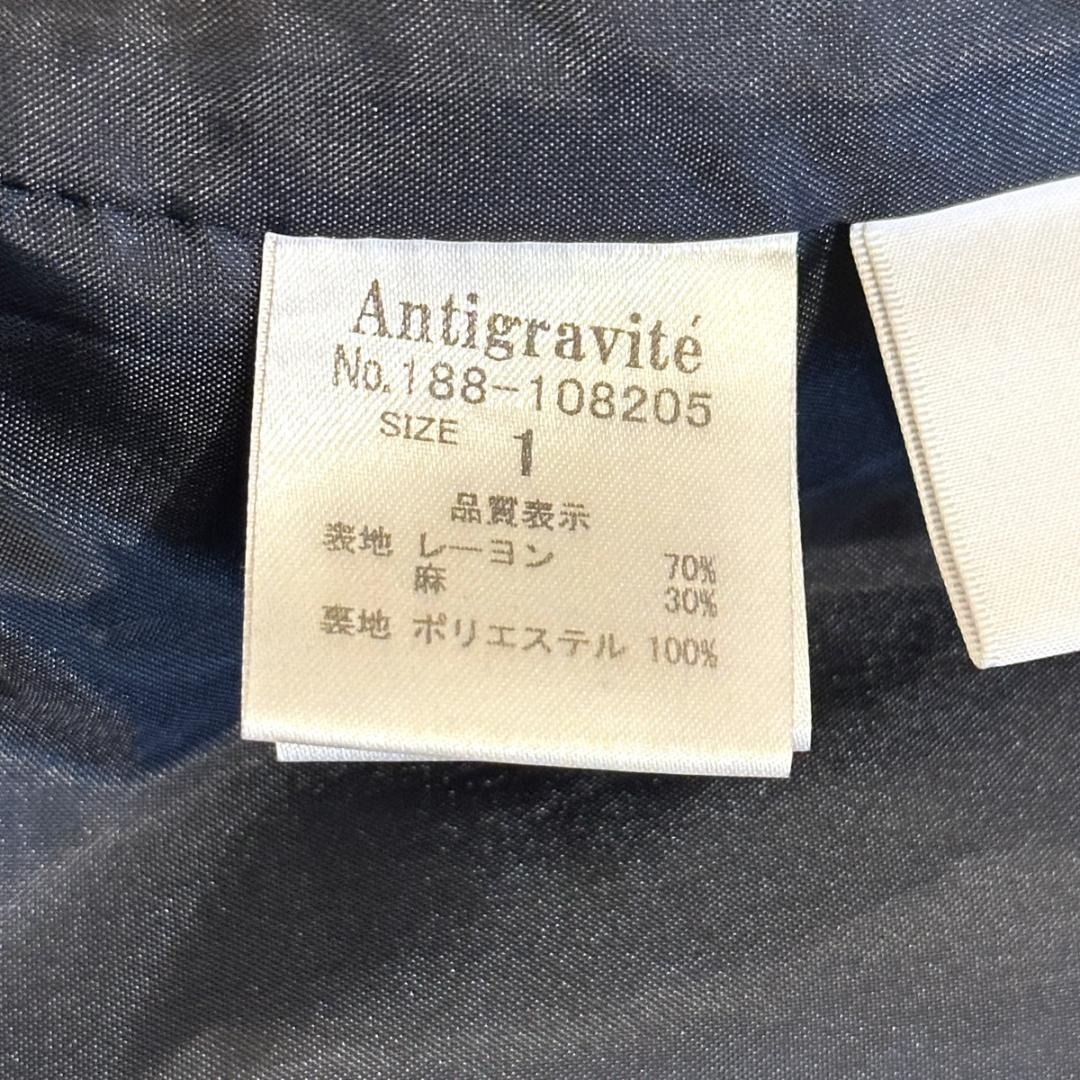 Antigravité
No.188-108205
SIZE 1
品質表示
表地 レーヨン 70%
麻 30%
裏地 ポリエステル 100%